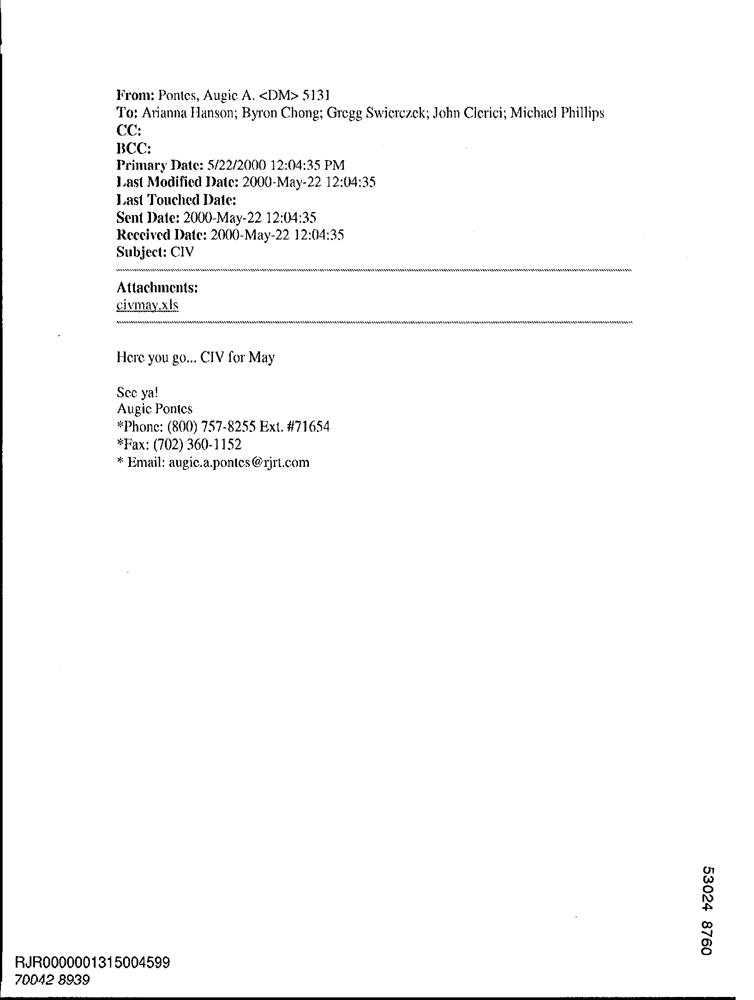 From: Pontes, Augie A. <DM> 5131
To: Arianna Hanson; Byron Chong; Gregg Swierczek; John Clerici; Michael Phillips
CC:
BCC:
Primary Date: 5/22/2000 12:04:35 PM
Last Modified Date: 2000-May-22 12:04:35
Last Touched Date:
Sent Date: 2000-May-22 12:04:35
Received Date: 2000-May-22 12:04:35
Subject: CIV
Attachments:
civmay.xls
Here you go... CIV for May
See ya!
Augie Pontes
*Phone: (800) 757-8255 Ext. #71654
*Fax: (702) 360-1152
* Email: augie.a.pontes@rjrt.com
53024 8760
RJR0000001315004599
70042 8939